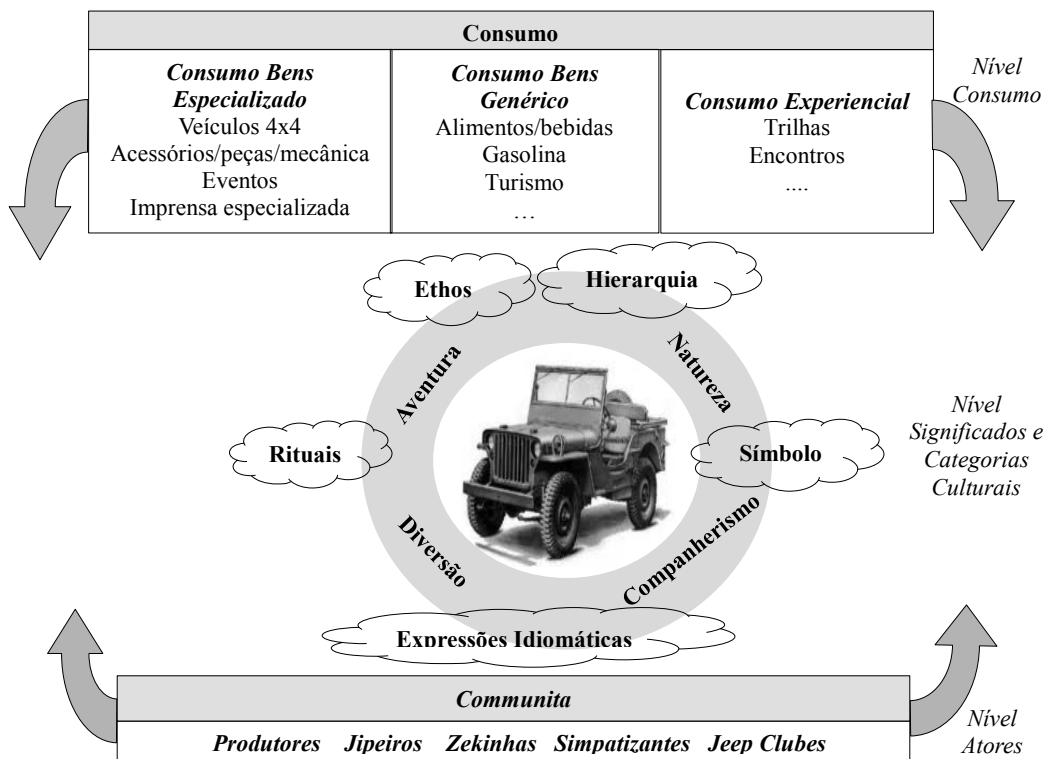 Consumo
Consumo Bens
Especializado
Veículos 4x4
Acessórios/peças/mecânica
Eventos
Imprensa especializada
Consumo Bens
Genérico
Alimentos/bebidas
Gasolina
Turismo
…
Consumo Experiencial
Trilhas
Encontros
....
Nível
Consumo
Ethos
Hierarquia
Aventura
Natureza
Rituais
Símbolo
Nível
Significados e
Categorias
Culturais
Diversão
Companherismo
Expressões Idiomáticas
Communita
Produtores Jipeiros Zekinhas Simpatizantes Jeep Clubes
Nível
Atores